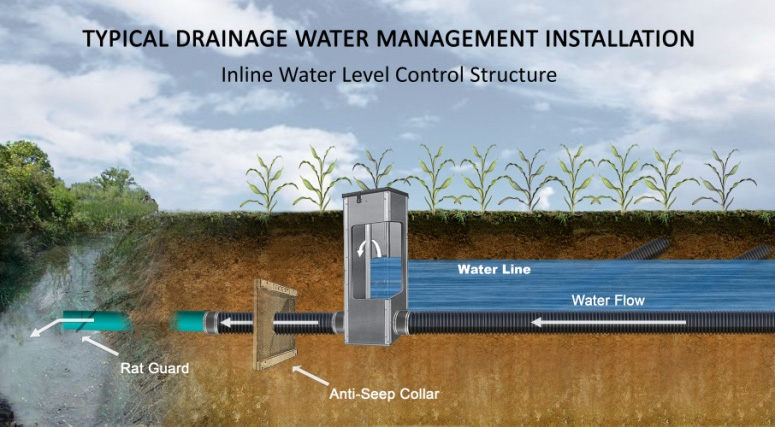 TYPICAL DRAINAGE WATER MANAGEMENT INSTALLATION
Inline Water Level Control Structure
Water Line
Water Flow
Rat Guard
Anti-Seep Collar